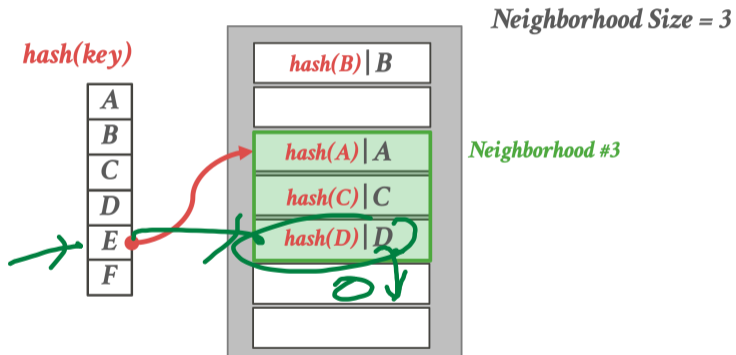 Neighborhood Size = 3
hash(key)
A
B
C
D
E
F
hash(B)|B
hash(A)|A
hash(C)|C
hash(D)|D
Neighborhood #3